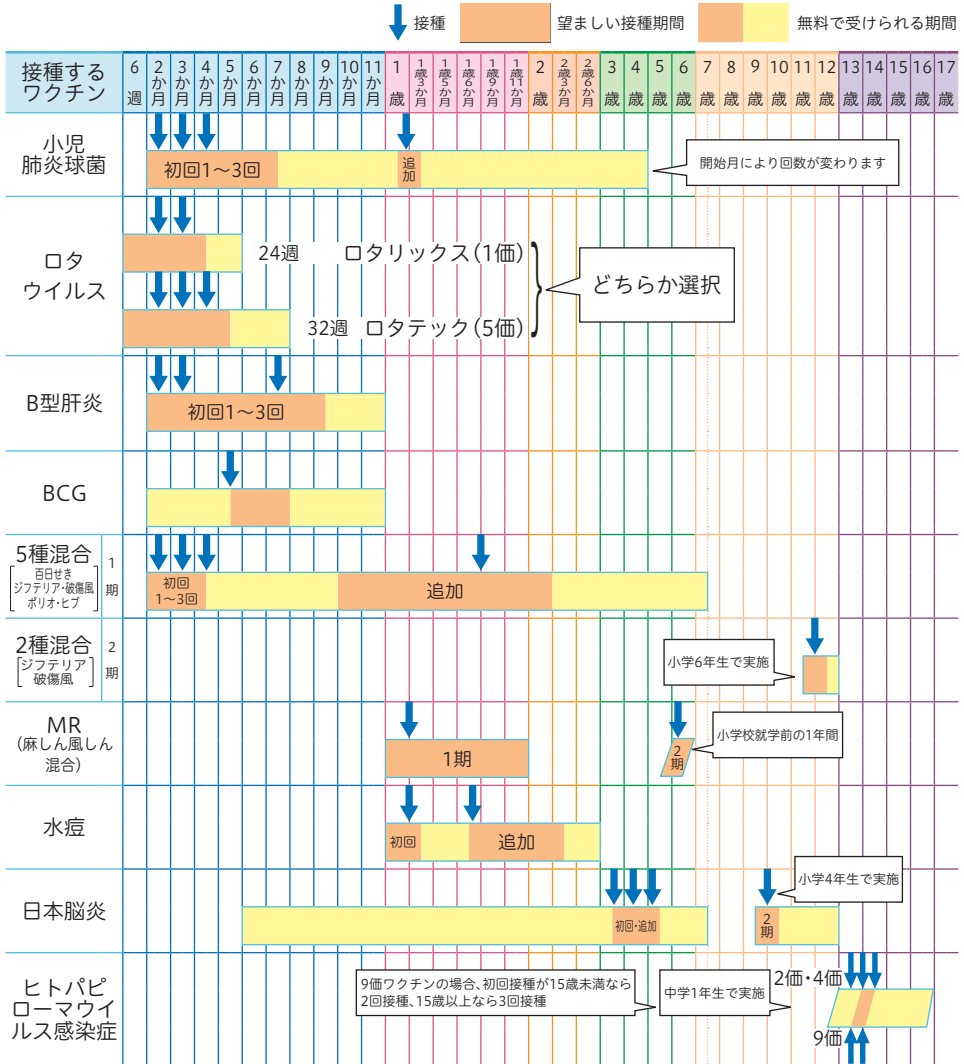 接種 望ましい接種期間 無料で受けられる期間
接種する
ワクチン
6週 2か月 3か月 4か月 5か月 6か月 7か月 8か月 9か月 10か月 11か月 1歳 1歳3か月 1歳5か月 1歳6か月 1歳9か月 1歳11か月 2歳 2歳3か月 2歳6か月 3歳 4歳 5歳 6歳 7歳 8歳 9歳 10歳 11歳 12歳 13歳 14歳 15歳 16歳 17歳
小児
肺炎球菌
初回1〜3回
追加
開始月により回数が変わります
ロタ
ウイルス
24週 ロタリックス(1価)
32週 ロタテック(5価)
どちらか選択
B型肝炎
初回1〜3回
BCG
5種混合
百日せき
ジフテリア・破傷風
ポリオ・ヒブ
1期
初回
1〜3回
追加
2種混合
ジフテリア
破傷風
2期
小学6年生で実施
MR
(麻しん風しん
混合)
1期
2期
小学校就学前の1年間
水痘
初回
追加
日本脳炎
初回・追加
2期
小学4年生で実施
ヒトパピ
ローマウイ
ルス感染症
9価ワクチンの場合、初回接種が15歳未満なら
2回接種、15歳以上なら3回接種
中学1年生で実施
2価・4価
9価